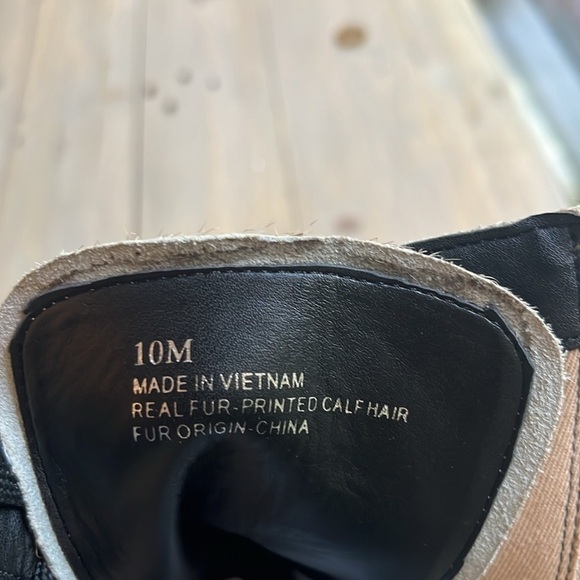 10M
MADE IN VIETNAM
REAL FUR-PRINTED CALF HAIR
FUR ORIGIN-CHINA